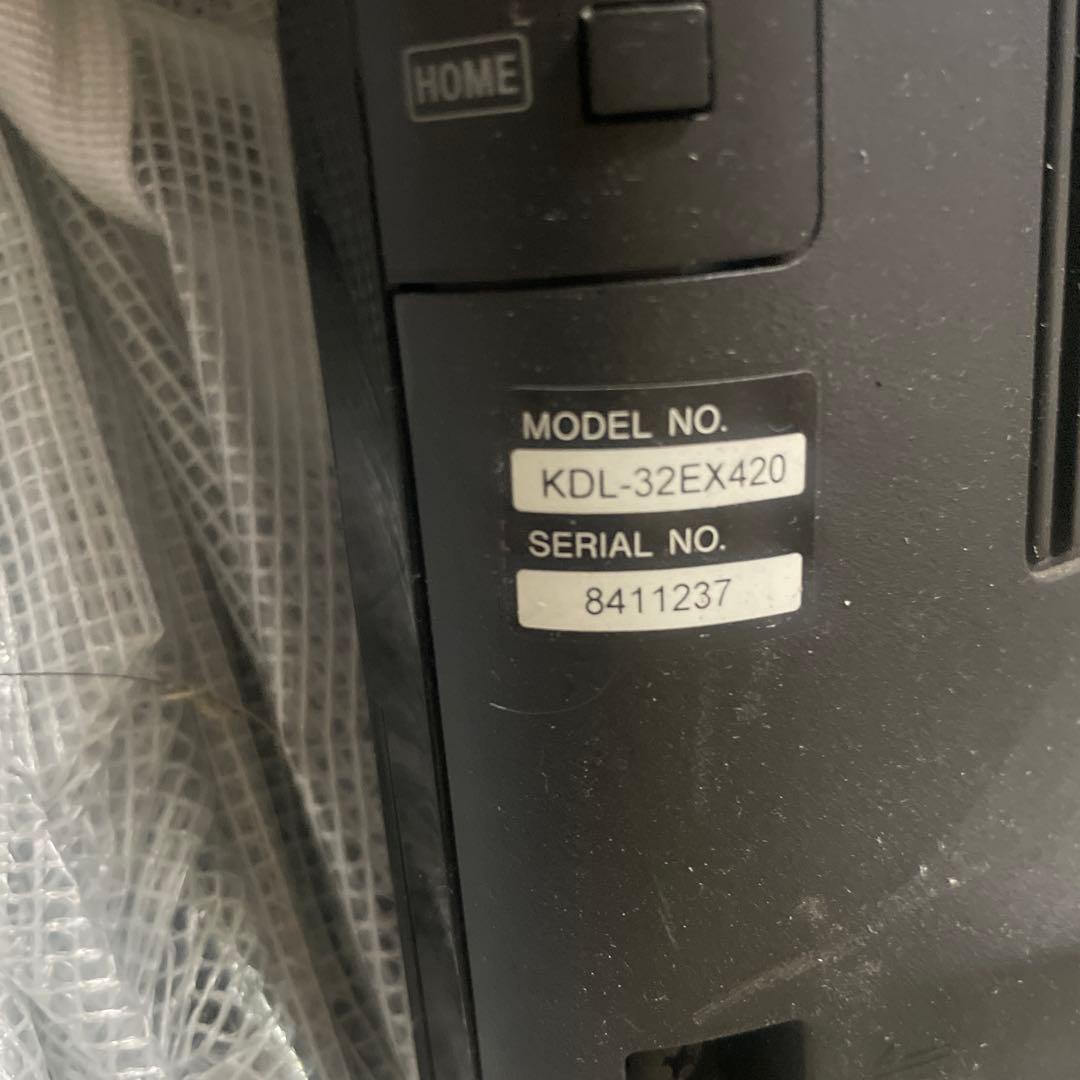 HOME
MODEL NO.
KDL-32EX420
SERIAL NO.
8411237